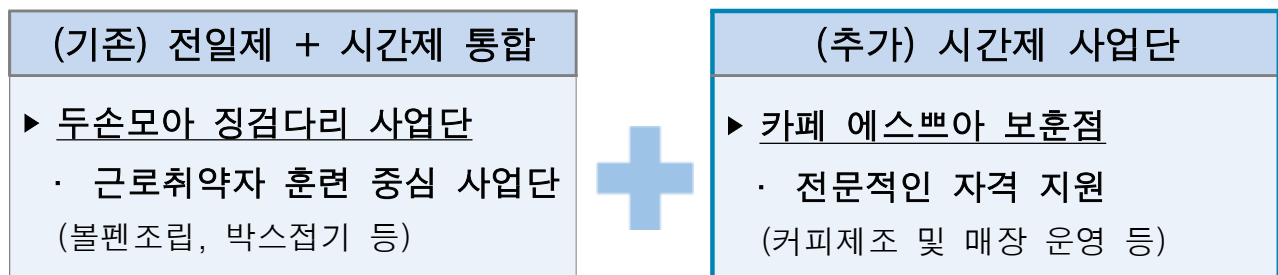 (기존) 전일제 + 시간제 통합
▶ 두손모아 징검다리 사업단
· 근로취약자 훈련 중심 사업단
(볼펜조립, 박스접기 등)
(추가) 시간제 사업단
▶ 카페 에스쁘아 보훈점
· 전문적인 자격 지원
(커피제조 및 매장 운영 등)